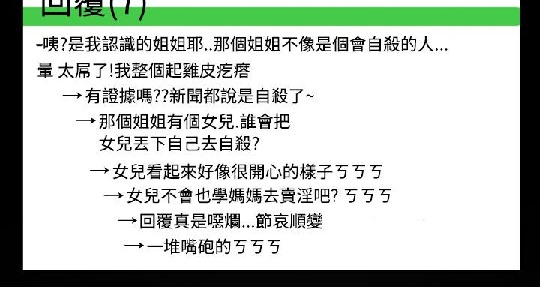 回覆(7)
-咦?是我認識的姐姐耶..那個姐姐不像是個會自殺的人...
暈 太屌了!我整個起雞皮疙瘩
→有證據嗎??新聞都說是自殺了~
→那個姐姐有個女兒.誰會把
女兒丟下自己去自殺?
→女兒看起來好像很開心的樣子ㄎㄎㄎ
→女兒不會也學媽媽去賣淫吧? ㄎㄎㄎ
→回覆真是噁爛...節哀順變
→一堆嘴砲的ㄎㄎㄎ